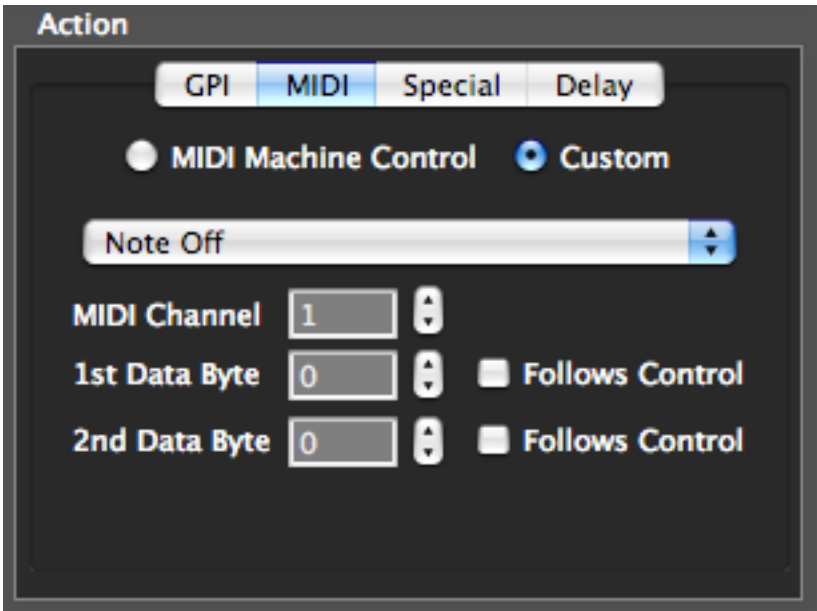 Action
GPI MIDI Special Delay
MIDI Machine Control Custom
Note Off
MIDI Channel 1
1st Data Byte 0 Follows Control
2nd Data Byte 0 Follows Control